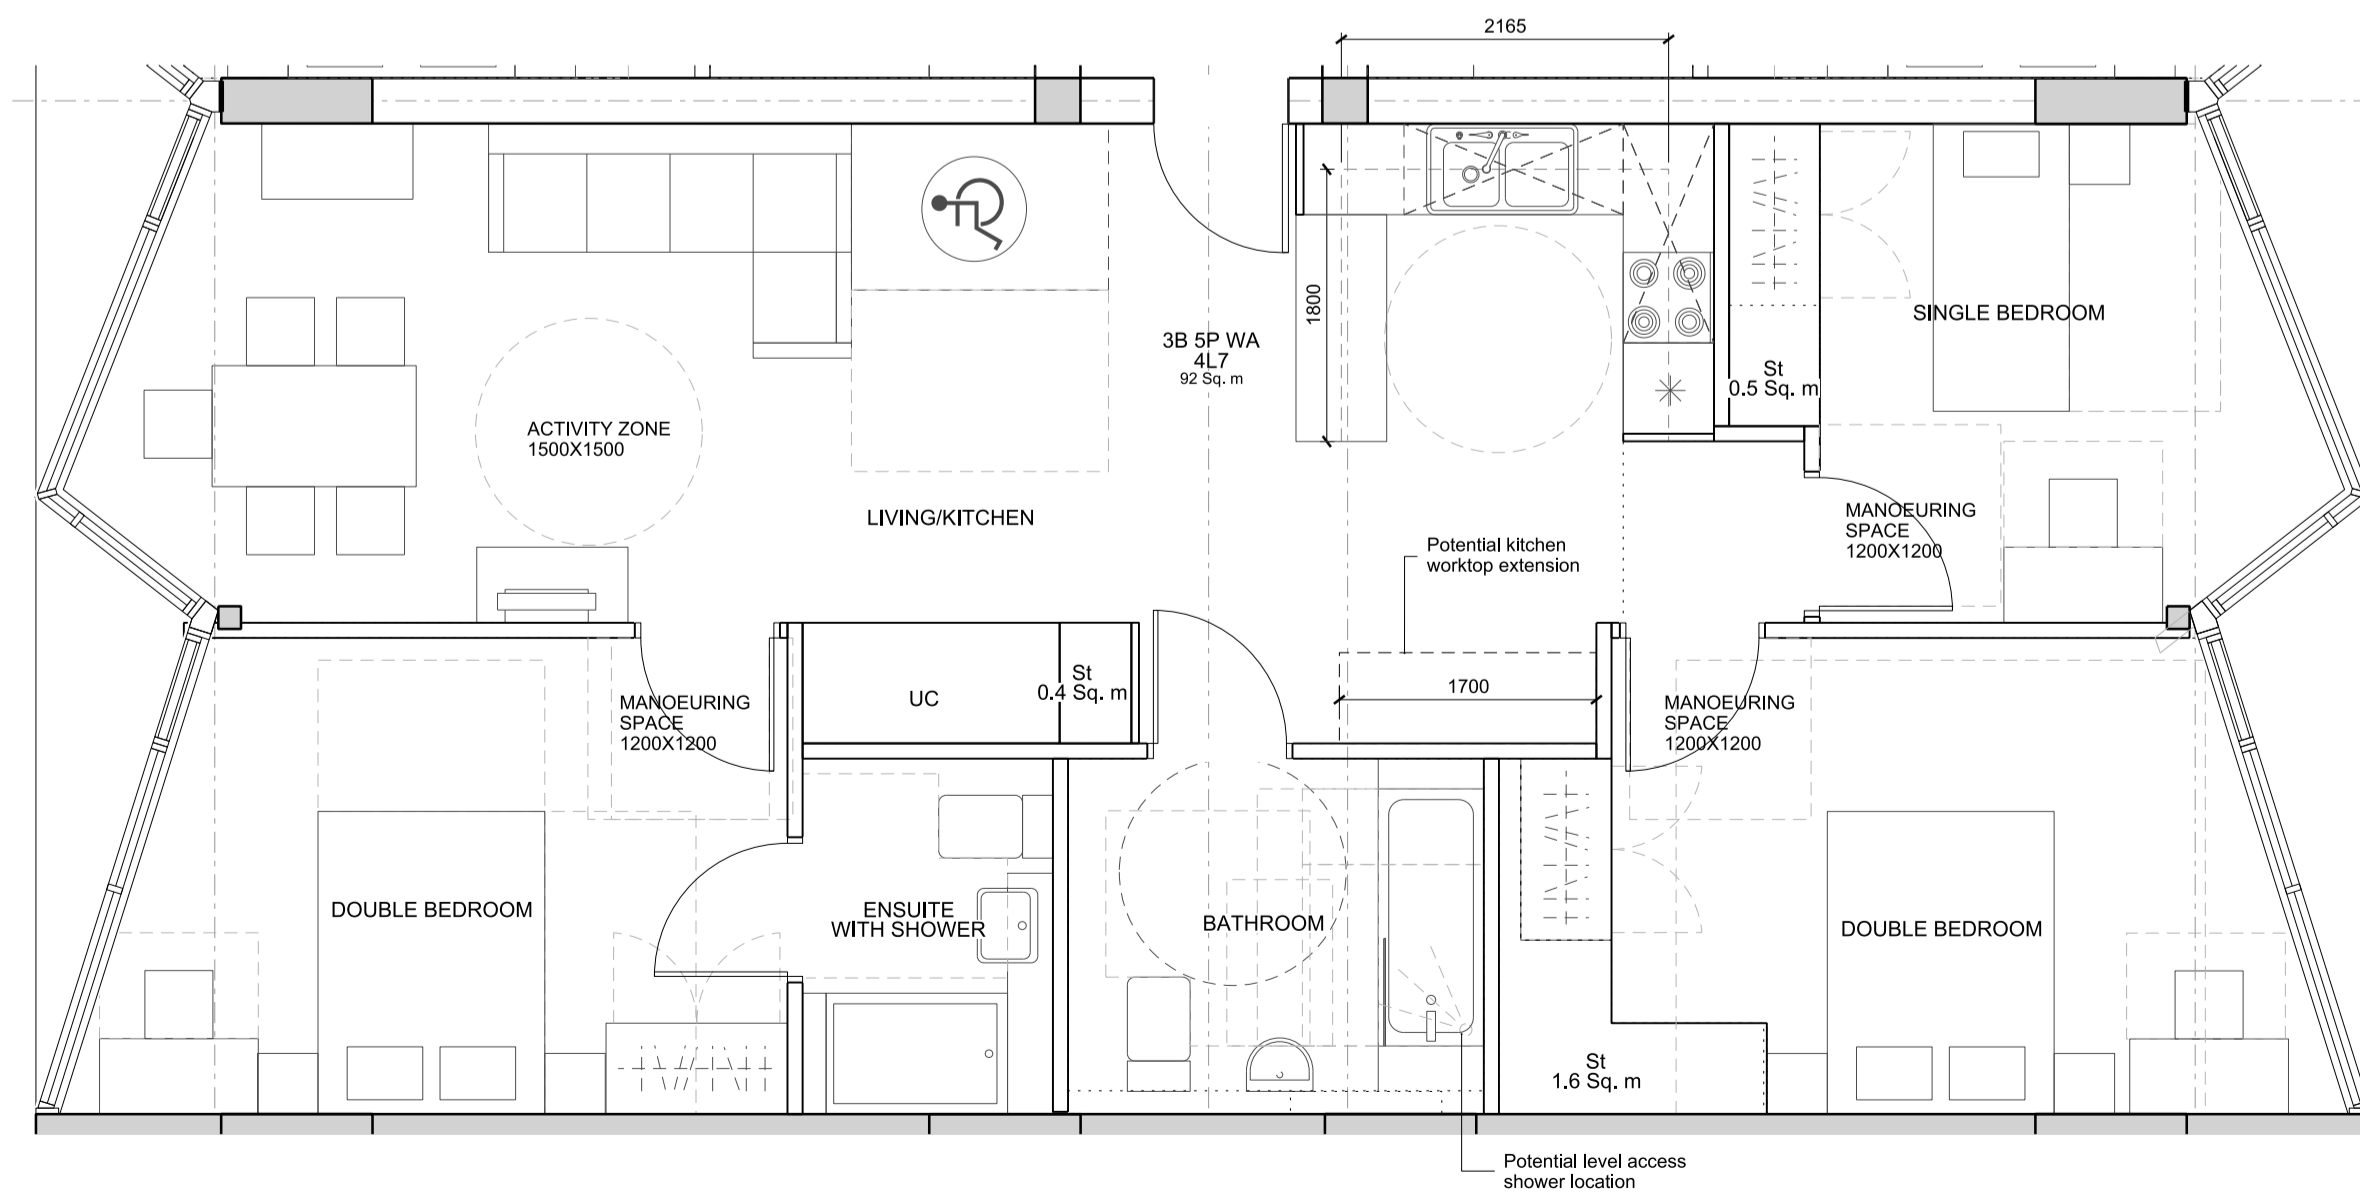 2165
1800
3B 5P WA
4L7
92 Sq. m
SINGLE BEDROOM
St
0.5 Sq. m
ACTIVITY ZONE
1500X1500
LIVING/KITCHEN
MANOEURING
SPACE
1200X1200
Potential kitchen
worktop extension
MANOEURING
SPACE
1200X1200
UC
St
0.4 Sq. m
1700
MANOEURING
SPACE
1200X1200
DOUBLE BEDROOM
ENSUITE
WITH SHOWER
BATHROOM
DOUBLE BEDROOM
St
1.6 Sq. m
Potential level access
shower location